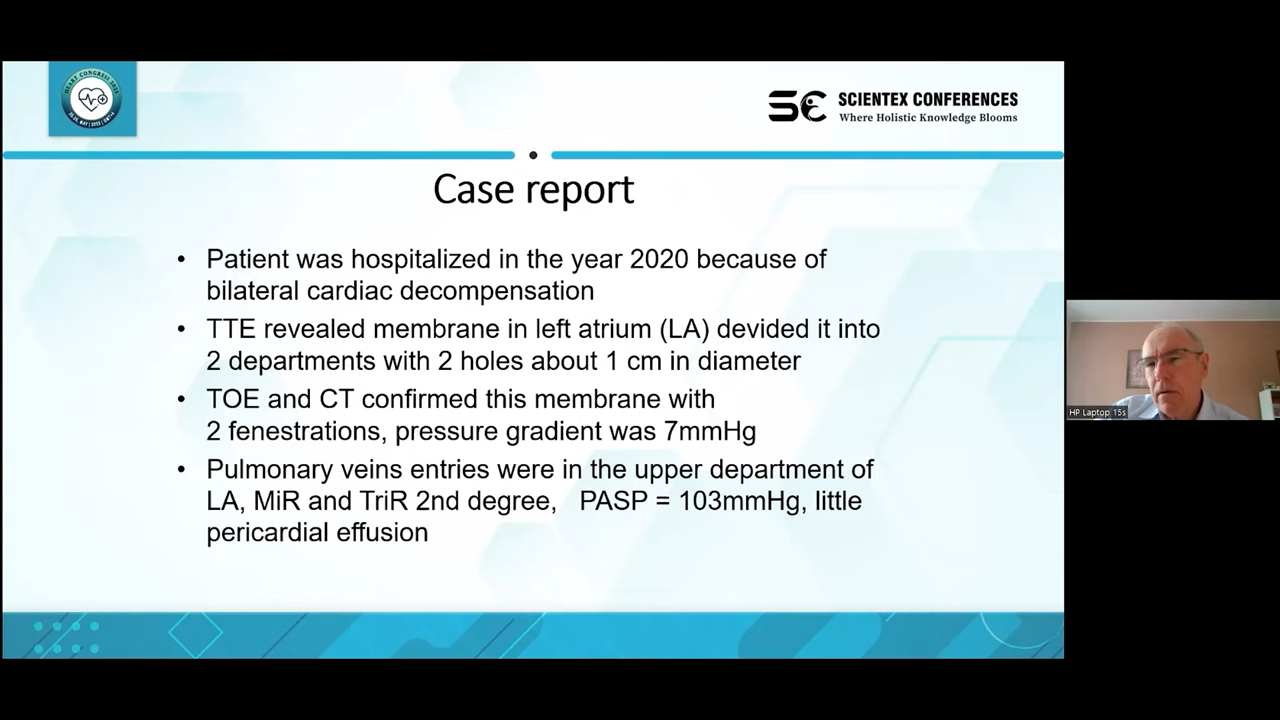 HEART CONGRESS 2023
SCIENTEX CONFERENCES
Where Holistic Knowledge Blooms
Case report
• Patient was hospitalized in the year 2020 because of
bilateral cardiac decompensation
• TTE revealed membrane in left atrium (LA) devided it into
2 departments with 2 holes about 1 cm in diameter
• TOE and CT confirmed this membrane with
2 fenestrations, pressure gradient was 7mmHg
• Pulmonary veins entries were in the upper department of
LA, MiR and TriR 2nd degree, PASP = 103mmHg, little
pericardial effusion
HP Laptop 15s